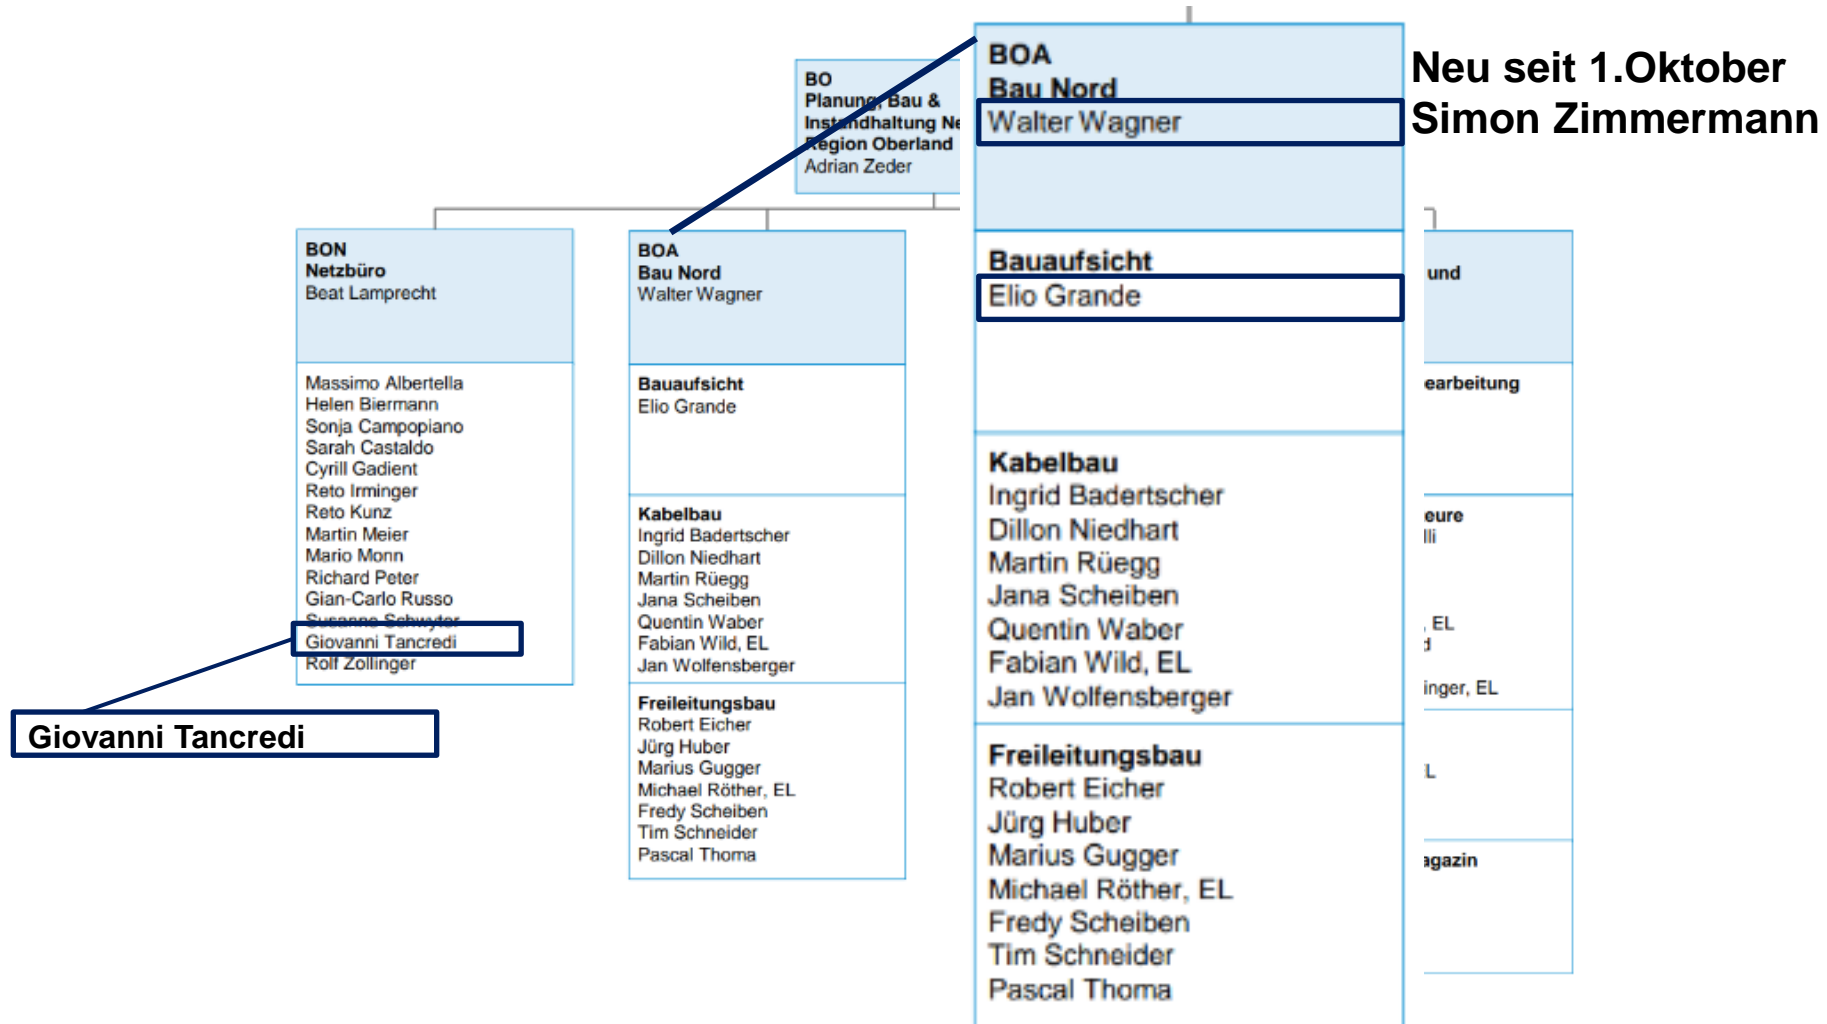 BO
Planung, Bau &
Instandhaltung Ne
Region Oberland
Adrian Zeder
BON
Netzbüro
Beat Lamprecht
Massimo Albertella
Helen Biermann
Sonja Campopiano
Sarah Castaldo
Cyrill Gadient
Reto Irminger
Reto Kunz
Martin Meier
Mario Monn
Richard Peter
Gian-Carlo Russo
Susanne Schwyter
Giovanni Tancredi
Rolf Zollinger
Giovanni Tancredi
BOA
Bau Nord
Walter Wagner
Bauaufsicht
Elio Grande
Kabelbau
Ingrid Badertscher
Dillon Niedhart
Martin Rüegg
Jana Scheiben
Quentin Waber
Fabian Wild, EL
Jan Wolfensberger
Freileitungsbau
Robert Eicher
Jürg Huber
Marius Gugger
Michael Röther, EL
Fredy Scheiben
Tim Schneider
Pascal Thoma
BOA
Bau Nord
Walter Wagner
Bauaufsicht
Elio Grande
Kabelbau
Ingrid Badertscher
Dillon Niedhart
Martin Rüegg
Jana Scheiben
Quentin Waber
Fabian Wild, EL
Jan Wolfensberger
Freileitungsbau
Robert Eicher
Jürg Huber
Marius Gugger
Michael Röther, EL
Fredy Scheiben
Tim Schneider
Pascal Thoma
Neu seit 1.Oktober
Simon Zimmermann
und
earbeitung
eure
lli
, EL
d
inger, EL
EL
agazin